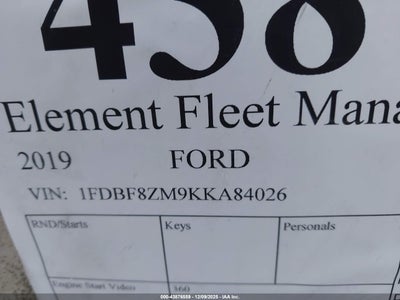 438
Element Fleet Mana
2019 FORD
VIN: 1FDBF8ZM9KKA84026
RND/Starts Keys Personals
Engine Start Video 360
000-43876559 - 12/09/2025 - IAA Inc.